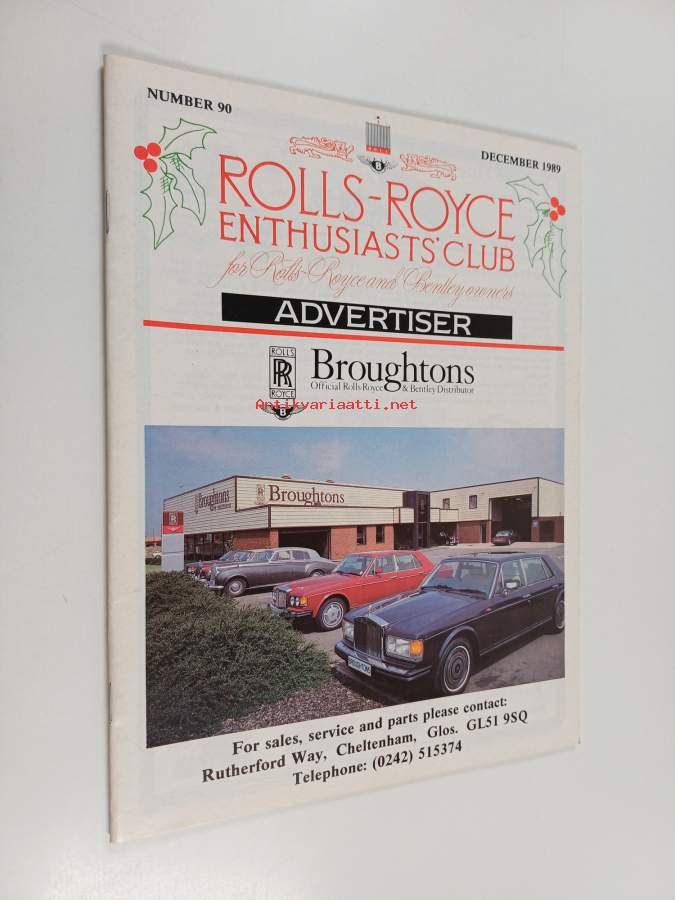 NUMBER 90
DECEMBER 1989
B
ROLLS-ROYCE
ENTHUSIASTS' CLUB
for Rolls-Royce and Bentley owners
ADVERTISER
ROLLS
RR
ROYCE
B
Broughtons
Official Rolls-Royce & Bentley Distributor
Antikvariaatti.net
Broughtons
Broughtons
For sales, service and parts please contact:
Rutherford Way, Cheltenham, Glos. GL51 9SQ
Telephone: (0242) 515374